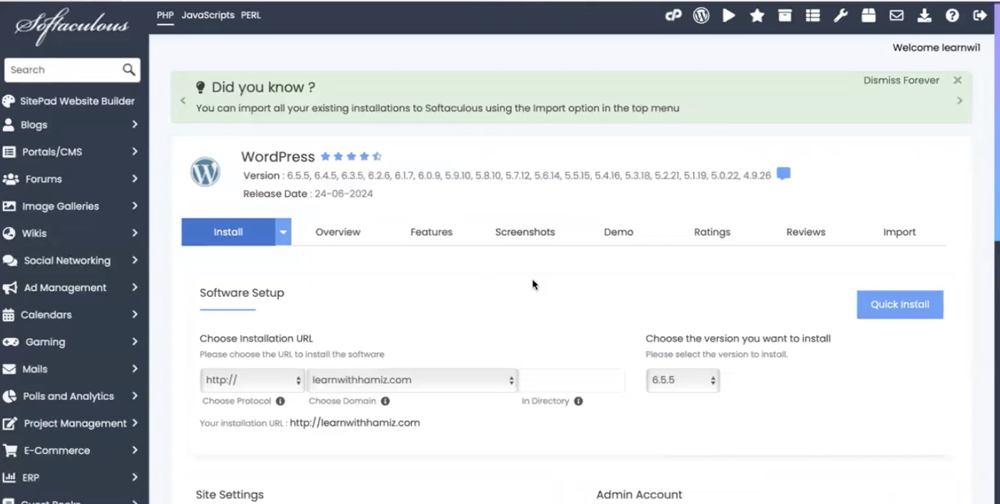 Softaculous
PHP JavaScripts PERL
Welcome learnwi1
Search
SitePad Website Builder
Blogs
Portals/CMS
Forums
Image Galleries
Wikis
Social Networking
Ad Management
Calendars
Gaming
Mails
Polls and Analytics
Project Management
E-Commerce
ERP
Guest Books
Did you know ?
Dismiss Forever
You can import all your existing installations to Softaculous using the Import option in the top menu
WordPress
Version : 6.5.5, 6.4.5, 6.3.5, 6.2.6, 6.1.7, 6.0.9, 5.9.10, 5.8.10, 5.7.12, 5.6.14, 5.5.15, 5.4.16, 5.3.18, 5.2.21, 5.1.19, 5.0.22, 4.9.26
Release Date : 24-06-2024
Install Overview Features Screenshots Demo Ratings Reviews Import
Software Setup
Quick Install
Choose Installation URL
Please choose the URL to install the software
http:// learnwithhamiz.com
Choose Protocol Choose Domain In Directory
Your installation URL : http://learnwithhamiz.com
Choose the version you want to install
Please select the version to install.
6.5.5
Site Settings
Admin Account